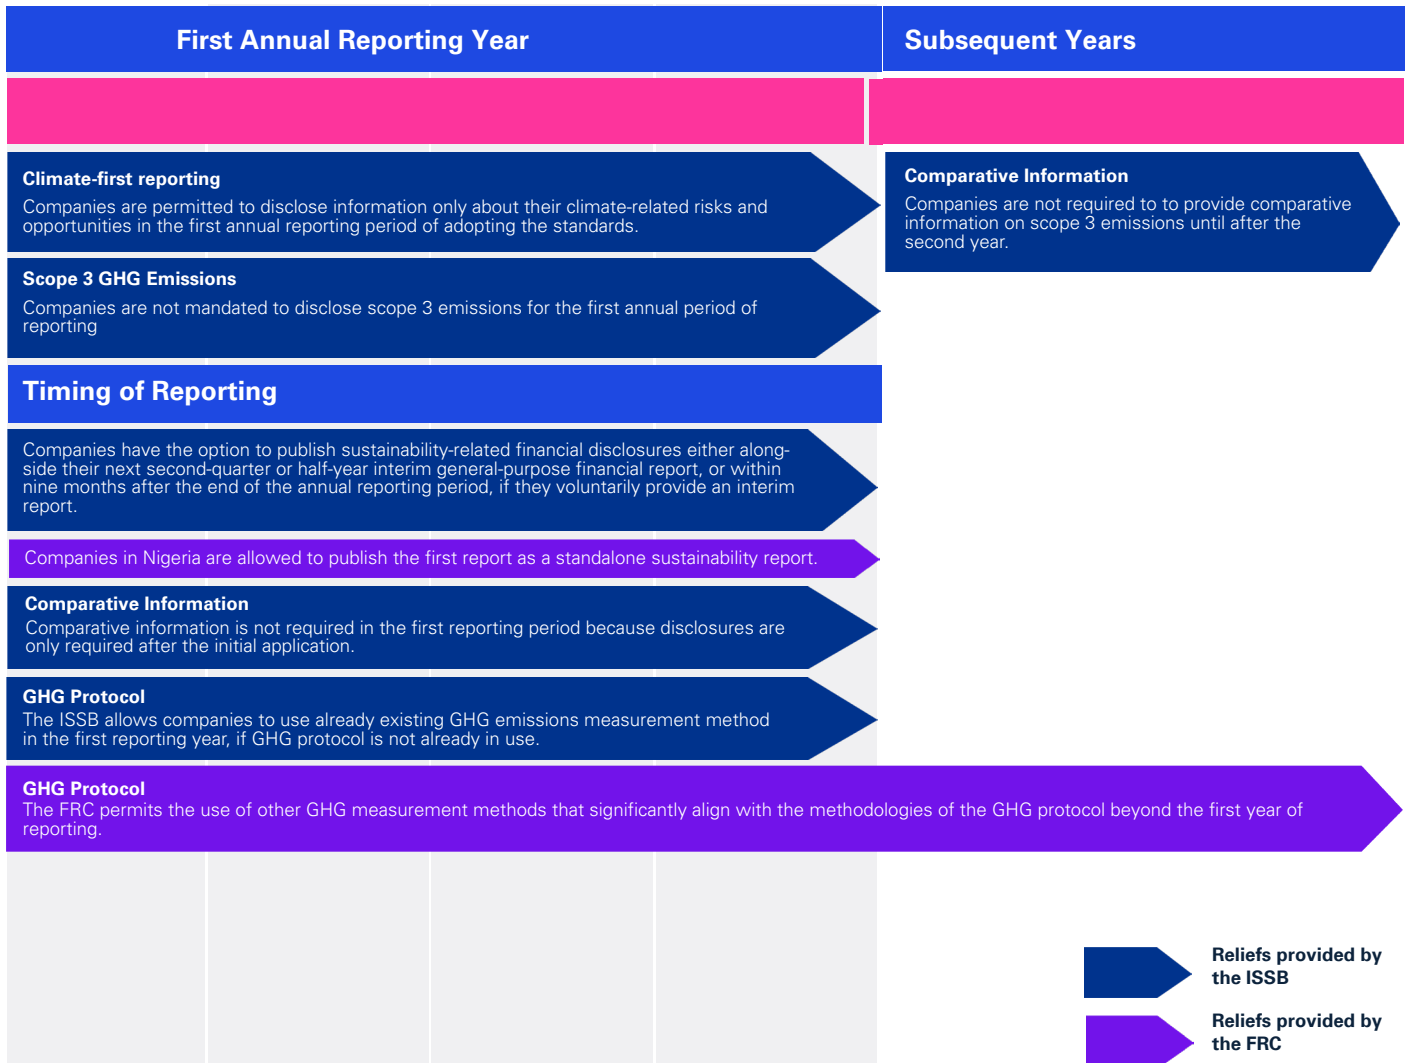 First Annual Reporting Year
Subsequent Years
Climate-first reporting
Companies are permitted to disclose information only about their climate-related risks and
opportunities in the first annual reporting period of adopting the standards.
Comparative Information
Companies are not required to to provide comparative
information on scope 3 emissions until after the
second year.
Scope 3 GHG Emissions
Companies are not mandated to disclose scope 3 emissions for the first annual period of
reporting
Timing of Reporting
Companies have the option to publish sustainability-related financial disclosures either along-
side their next second-quarter or half-year interim general-purpose financial report, or within
nine months after the end of the annual reporting period, if they voluntarily provide an interim
report.
Companies in Nigeria are allowed to publish the first report as a standalone sustainability report.
Comparative Information
Comparative information is not required in the first reporting period because disclosures are
only required after the initial application.
GHG Protocol
The ISSB allows companies to use already existing GHG emissions measurement method
in the first reporting year, if GHG protocol is not already in use.
GHG Protocol
The FRC permits the use of other GHG measurement methods that significantly align with the methodologies of the GHG protocol beyond the first year of
reporting.
Reliefs provided by
the ISSB
Reliefs provided by
the FRC